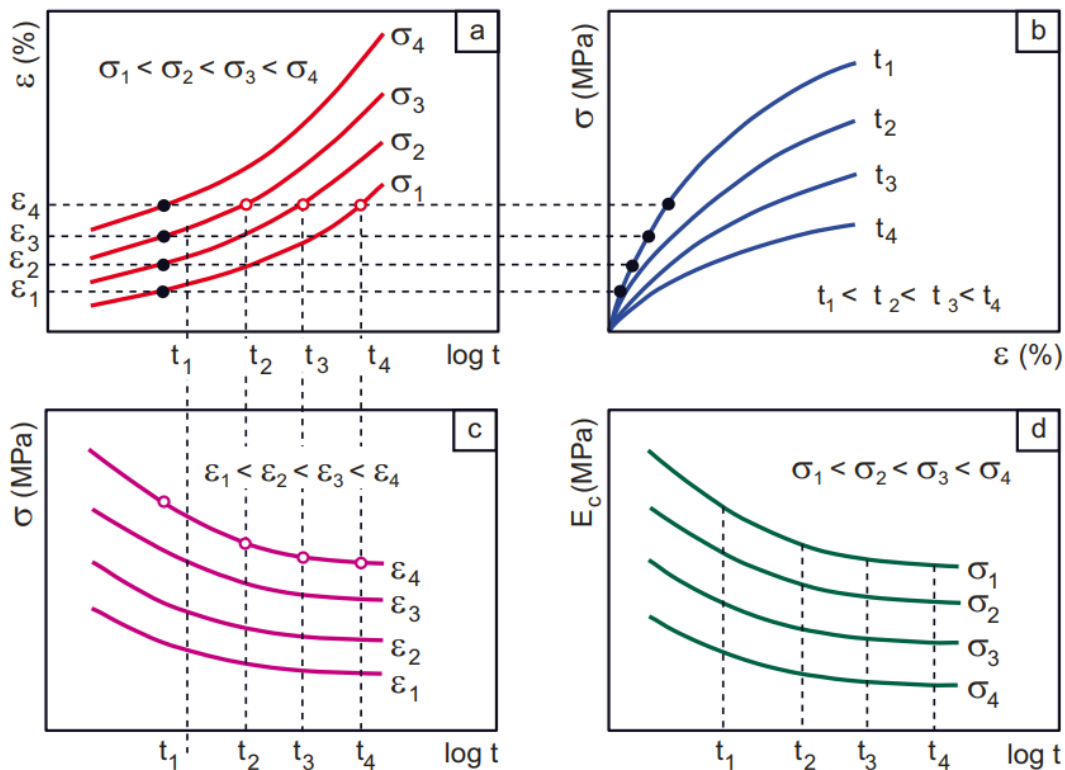 a
ε (%)
σ₁ < σ₂ < σ₃ < σ₄
σ₄
σ₃
σ₂
σ₁
ε₄
ε₃
ε₂
ε₁
t₁ t₂ t₃ t₄ log t
b
σ (MPa)
t₁
t₂
t₃
t₄
t₁ < t₂ < t₃ < t₄
ε (%)
c
σ (MPa)
ε₁ < ε₂ < ε₃ < ε₄
ε₄
ε₃
ε₂
ε₁
t₁ t₂ t₃ t₄ log t
d
E_c (MPa)
σ₁ < σ₂ < σ₃ < σ₄
σ₁
σ₂
σ₃
σ₄
t₁ t₂ t₃ t₄ log t